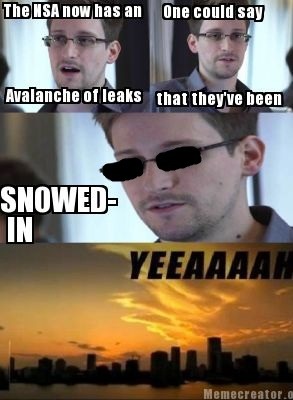 The NSA now has an
Avalanche of leaks
One could say
that they've been
SNOWED-
IN
YEEAAAAH
Memecreator.o